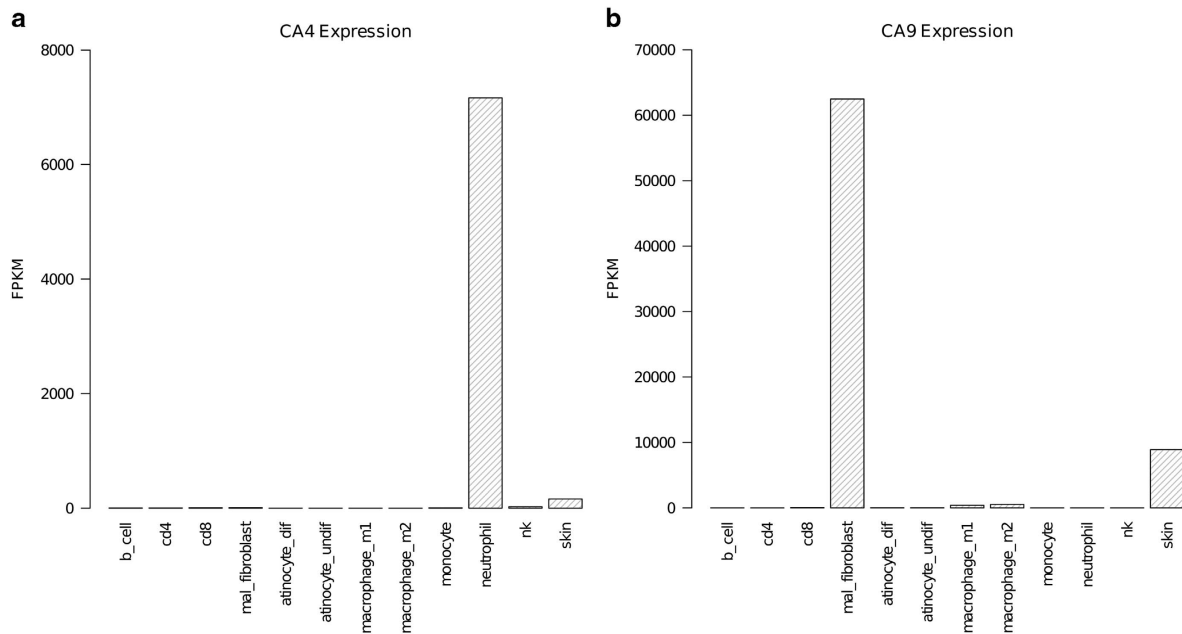 a
CA4 Expression
8000
6000
4000
2000
0
FPKM
b_cell
cd4
cd8
mal_fibroblast
atinocyte_dif
atinocyte_undif
macrophage_m1
macrophage_m2
monocyte
neutrophil
nk
skin
b
CA9 Expression
70000
60000
50000
40000
30000
20000
10000
0
FPKM
b_cell
cd4
cd8
mal_fibroblast
atinocyte_dif
atinocyte_undif
macrophage_m1
macrophage_m2
monocyte
neutrophil
nk
skin